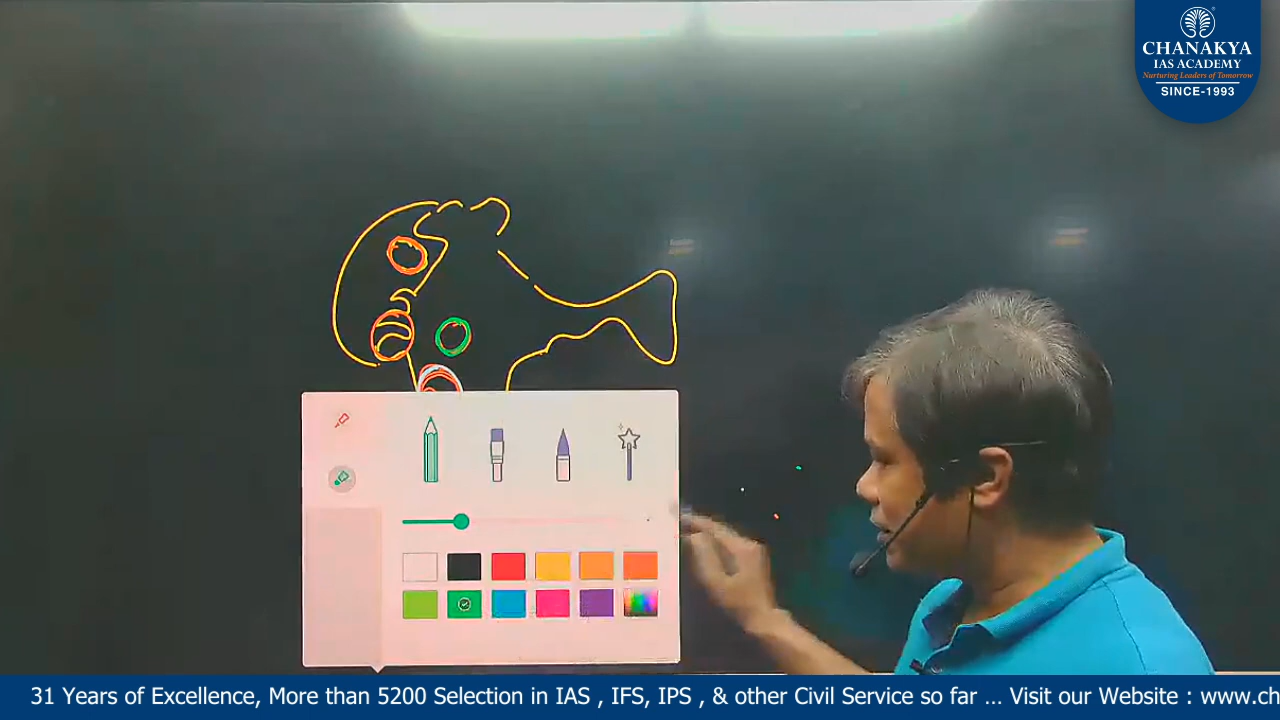 CHANAKYA
IAS ACADEMY
Nurturing Leaders of Tomorrow
SINCE-1993
31 Years of Excellence, More than 5200 Selection in IAS , IFS, IPS , & other Civil Service so far ... Visit our Website : www.ch